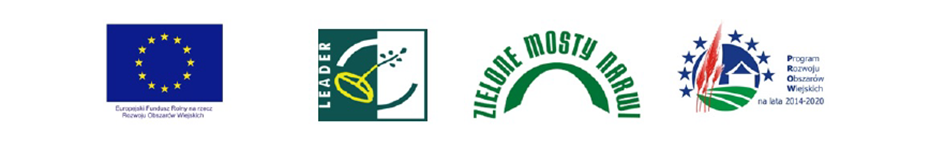 Europejski Fundusz Rolny na rzecz
Rozwoju Obszarów Wiejskich
LEADER
ZIELONE MOSTY NARWI
Program
Rozwoju
Obszarów
Wiejskich
na lata 2014-2020